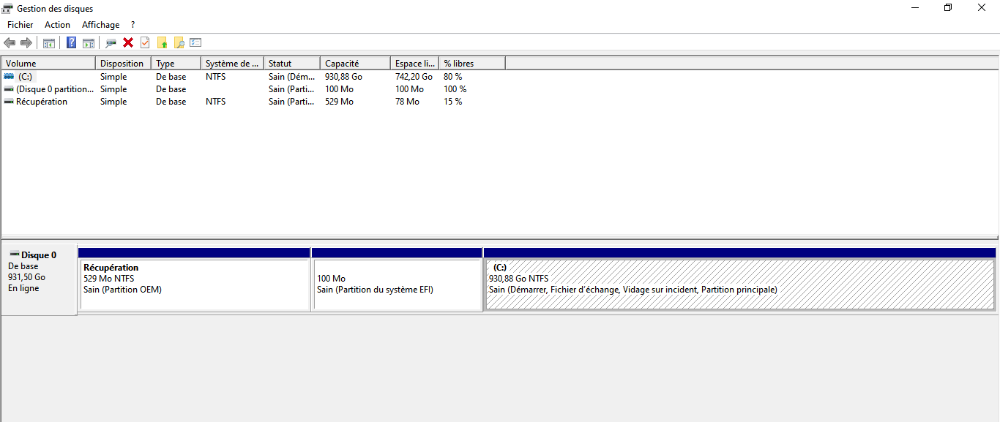 Gestion des disques
Fichier Action Affichage ?
Volume Disposition Type Système de ... Statut Capacité Espace li... % libres
(C:) Simple De base NTFS Sain (Dém... 930,88 Go 742,20 Go 80 %
(Disque 0 partition... Simple De base Sain (Parti... 100 Mo 100 Mo 100 %
Récupération Simple De base NTFS Sain (Parti... 529 Mo 78 Mo 15 %
Disque 0
De base
931,50 Go
En ligne
Récupération
529 Mo NTFS
Sain (Partition OEM)
100 Mo
Sain (Partition du système EFI)
(C:)
930,88 Go NTFS
Sain (Démarrer, Fichier d'échange, Vidage sur incident, Partition principale)